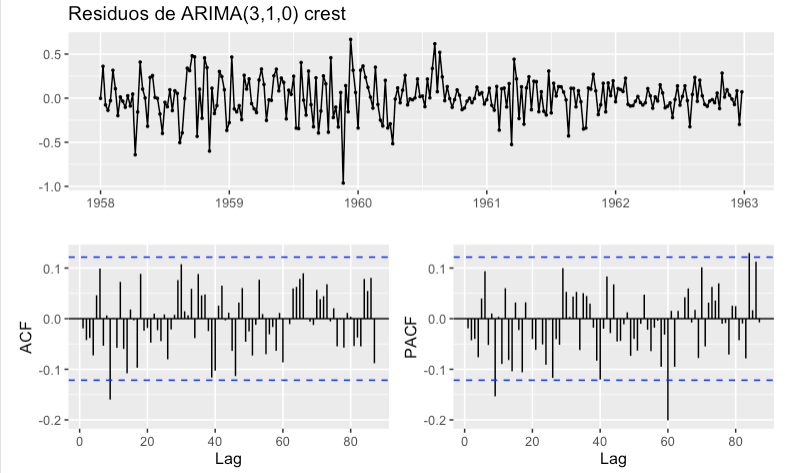 Residuos de ARIMA(3,1,0) crest
0.5
0.0
-0.5
-1.0
1958 1959 1960 1961 1962 1963
0.1
0.0
-0.1
-0.2
ACF
0 20 40 60 80
Lag
0.1
0.0
-0.1
-0.2
PACF
0 20 40 60 80
Lag